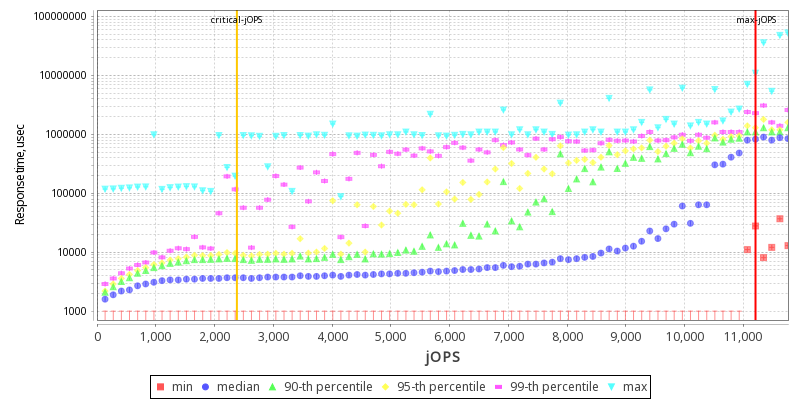 critical-jOPS max-jOPS
100000000
10000000
1000000
100000
10000
1000
Response time, usec
0 1,000 2,000 3,000 4,000 5,000 6,000 7,000 8,000 9,000 10,000 11,000
jOPS
min median 90-th percentile 95-th percentile 99-th percentile max